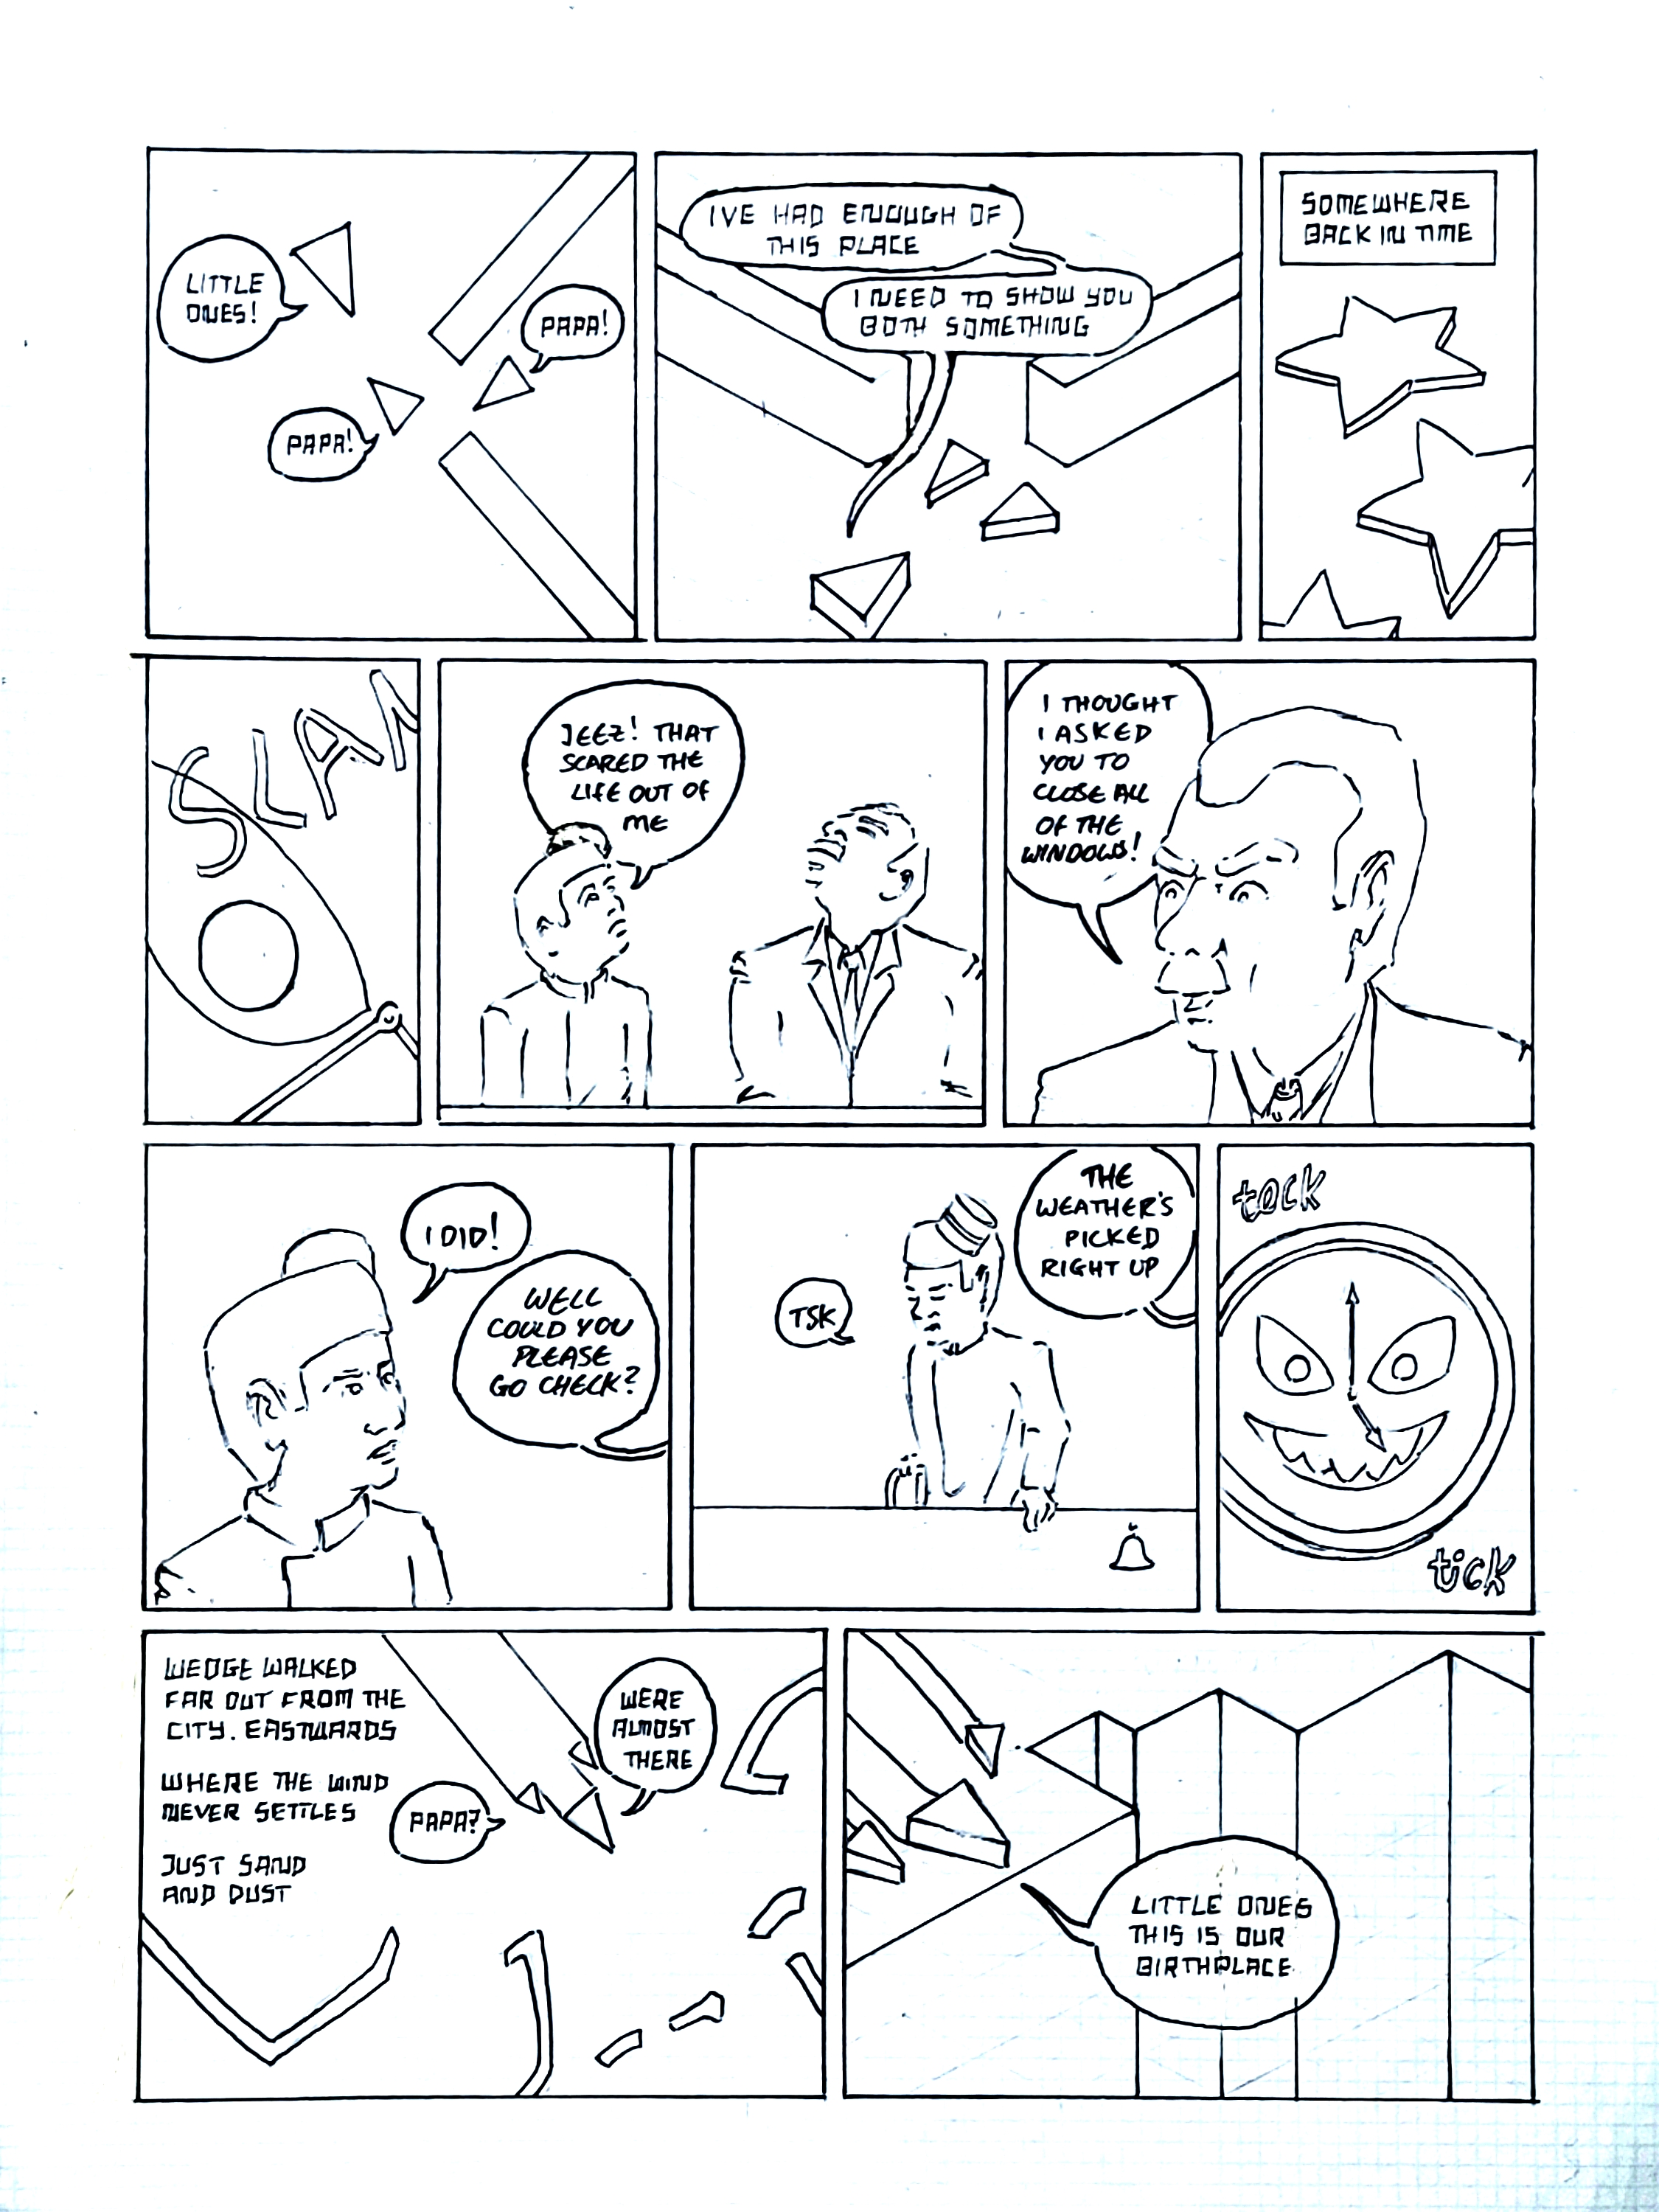 LITTLE
ONES!
PAPA!
PAPA!
IVE HAD ENOUGH OF
THIS PLACE
I NEED TO SHOW YOU
BOTH SOMETHING
SOMEWHERE
BACK IN TIME
SLAM
JEEZ! THAT
SCARED THE
LIFE OUT OF
ME
I THOUGHT
I ASKED
YOU TO
CLOSE ALL
OF THE
WINDOWS!
I DID!
WELL
COULD YOU
PLEASE
GO CHECK?
TSK
THE
WEATHER'S
PICKED
RIGHT UP
tock
tick
WEDGE WALKED
FAR OUT FROM THE
CITY. EASTWARDS
WHERE THE WIND
NEVER SETTLES
JUST SAND
AND DUST
PAPA?
WERE
ALMOST
THERE
LITTLE ONES
THIS IS OUR
BIRTHPLACE